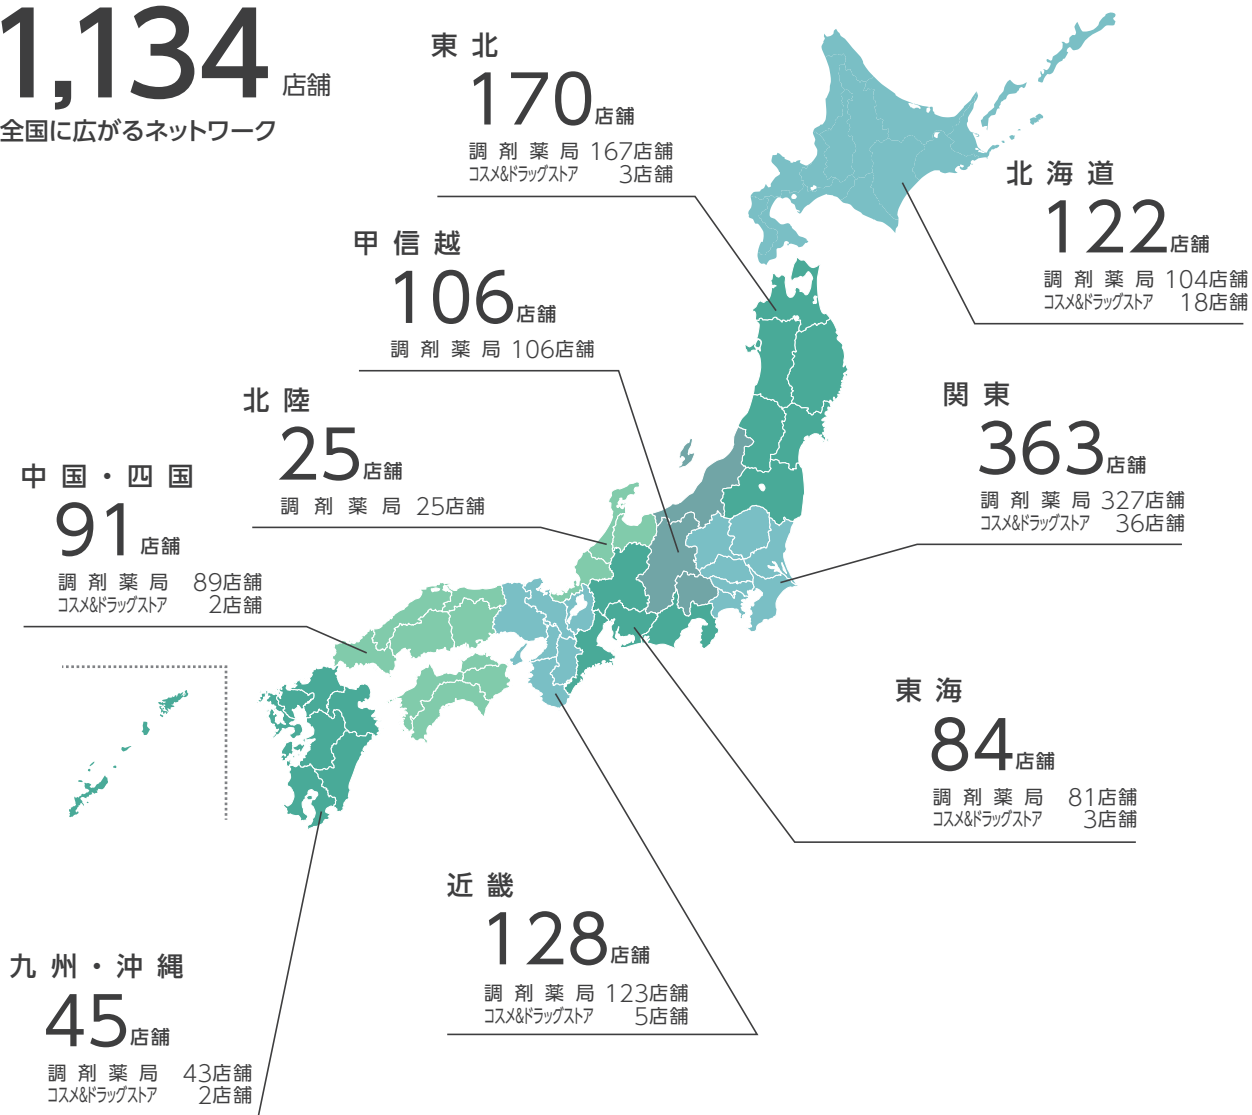 1,134 店舗
全国に広がるネットワーク
東北
170店舗
調剤薬局 167店舗
コスメ&ドラッグストア 3店舗
北海道
122店舗
調剤薬局 104店舗
コスメ&ドラッグストア 18店舗
甲信越
106店舗
調剤薬局 106店舗
北陸
25店舗
調剤薬局 25店舗
関東
363店舗
調剤薬局 327店舗
コスメ&ドラッグストア 36店舗
中国・四国
91店舗
調剤薬局 89店舗
コスメ&ドラッグストア 2店舗
東海
84店舗
調剤薬局 81店舗
コスメ&ドラッグストア 3店舗
近畿
128店舗
調剤薬局 123店舗
コスメ&ドラッグストア 5店舗
九州・沖縄
45店舗
調剤薬局 43店舗
コスメ&ドラッグストア 2店舗